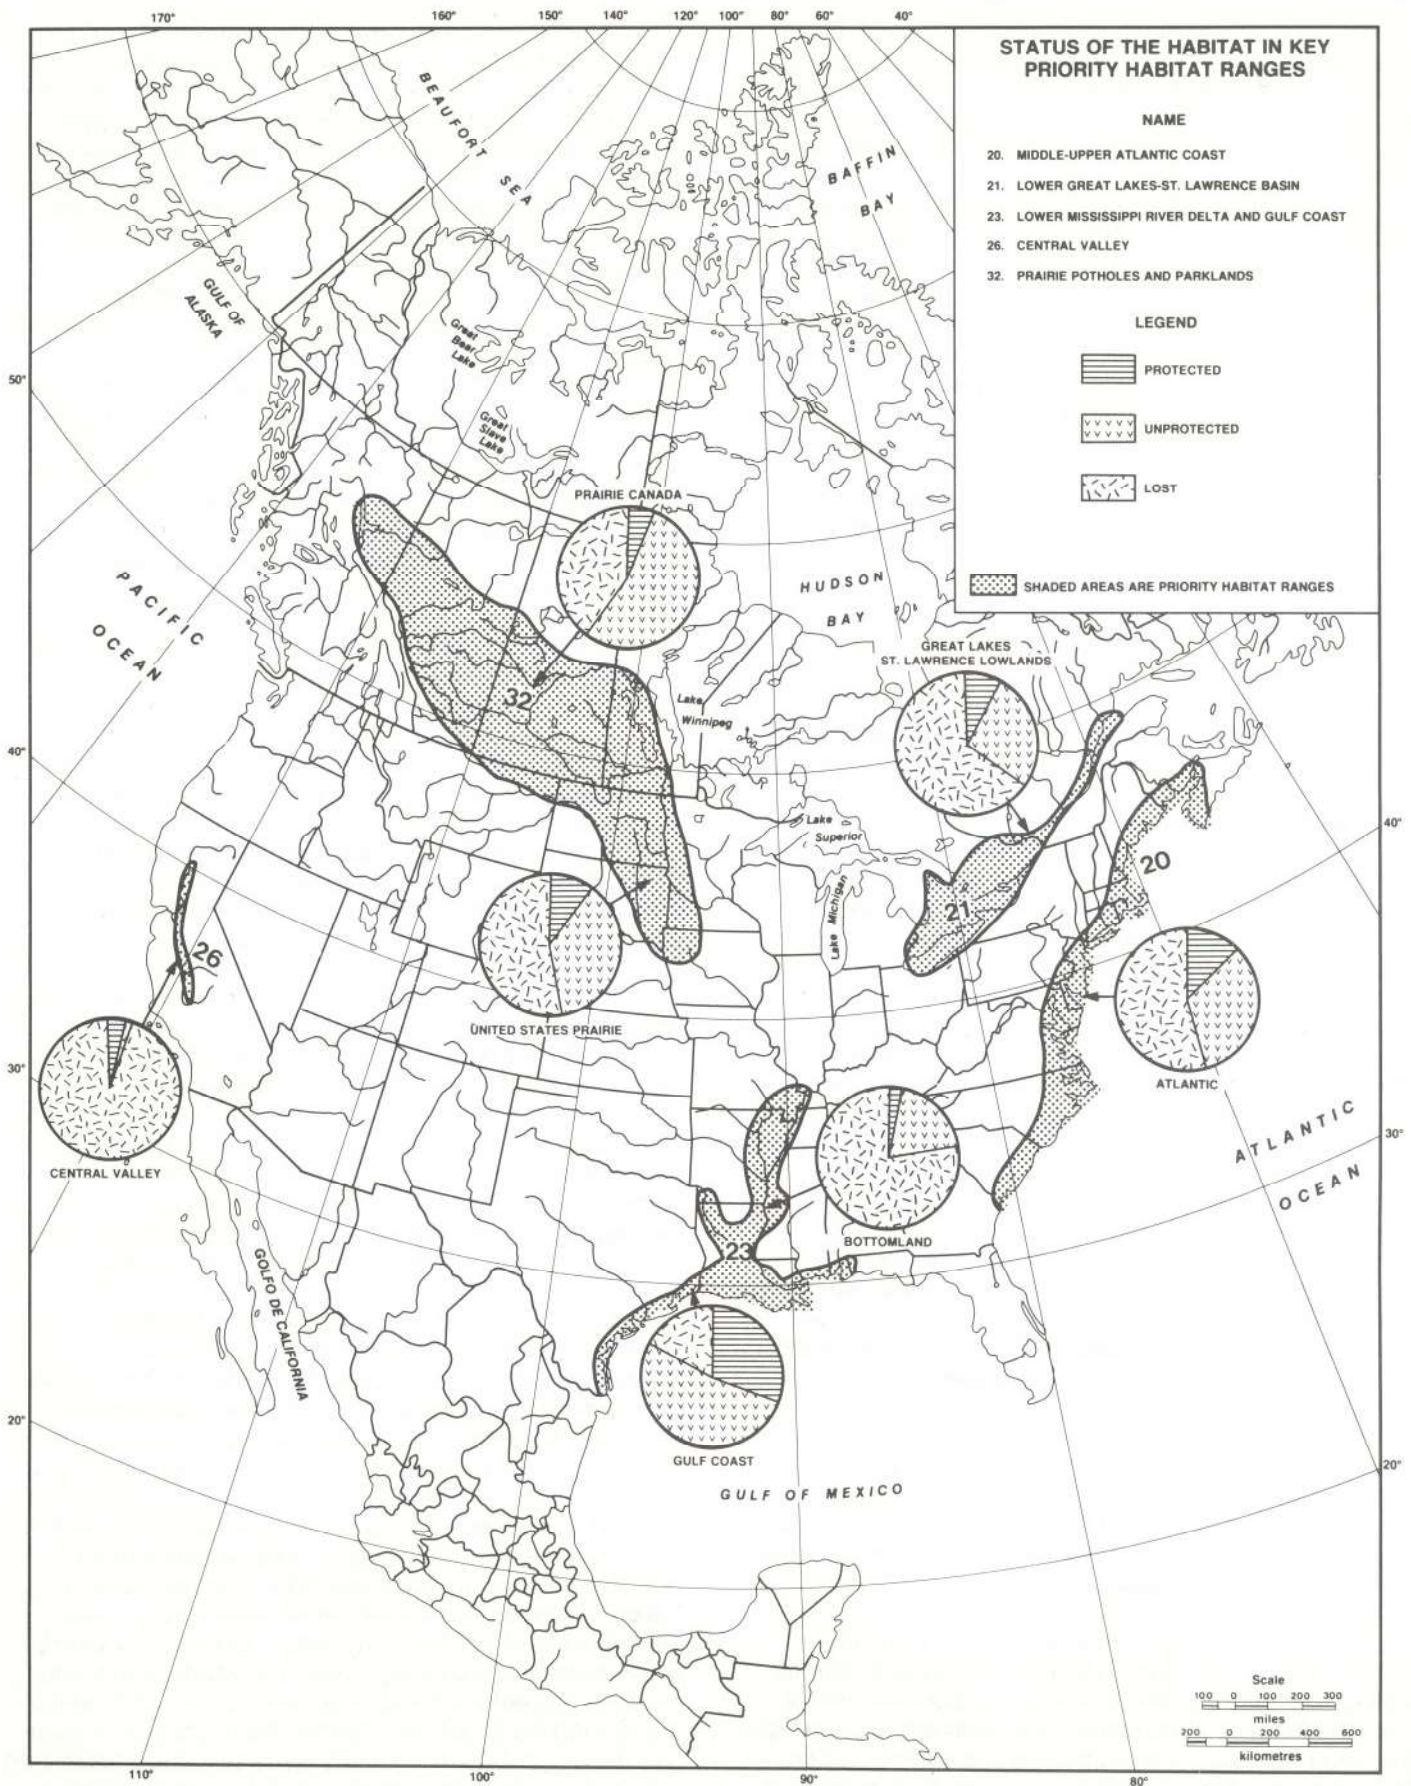 170°
160°
150°
140°
120°
100°
80°
60°
40°
STATUS OF THE HABITAT IN KEY
PRIORITY HABITAT RANGES
NAME
20. MIDDLE-UPPER ATLANTIC COAST
21. LOWER GREAT LAKES-ST. LAWRENCE BASIN
23. LOWER MISSISSIPPI RIVER DELTA AND GULF COAST
26. CENTRAL VALLEY
32. PRAIRIE POTHOLES AND PARKLANDS
LEGEND
PROTECTED
UNPROTECTED
LOST
SHADED AREAS ARE PRIORITY HABITAT RANGES
BEAUFORT
SEA
BAFFIN
BAY
GULF OF
ALASKA
Great
Bear
Lake
Great
Slave
Lake
50°
PRAIRIE CANADA
PACIFIC
OCEAN
HUDSON
BAY
GREAT LAKES
ST. LAWRENCE LOWLANDS
32
Lake
Winnipeg
40°
Lake
Superior
40°
20
Lake Michigan
21
26
UNITED STATES PRAIRIE
30°
ATLANTIC
CENTRAL VALLEY
30°
ATLANTIC
OCEAN
BOTTOMLAND
23
GOLFO DE CALIFORNIA
20°
GULF COAST
20°
GULF OF MEXICO
Scale
100 0 100 200 300
miles
200 0 200 400 600
kilometres
110°
100°
90°
80°